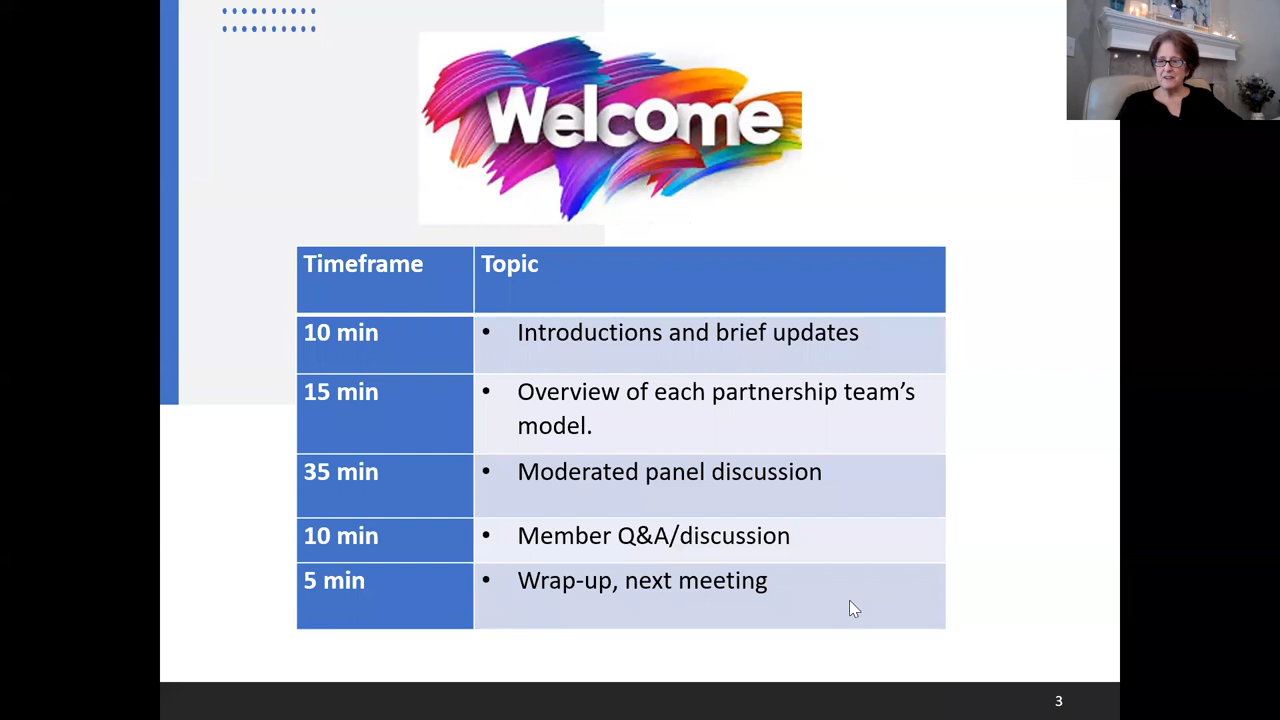 Welcome
Timeframe Topic
10 min • Introductions and brief updates
15 min • Overview of each partnership team’s
model.
35 min • Moderated panel discussion
10 min • Member Q&A/discussion
5 min • Wrap-up, next meeting
3